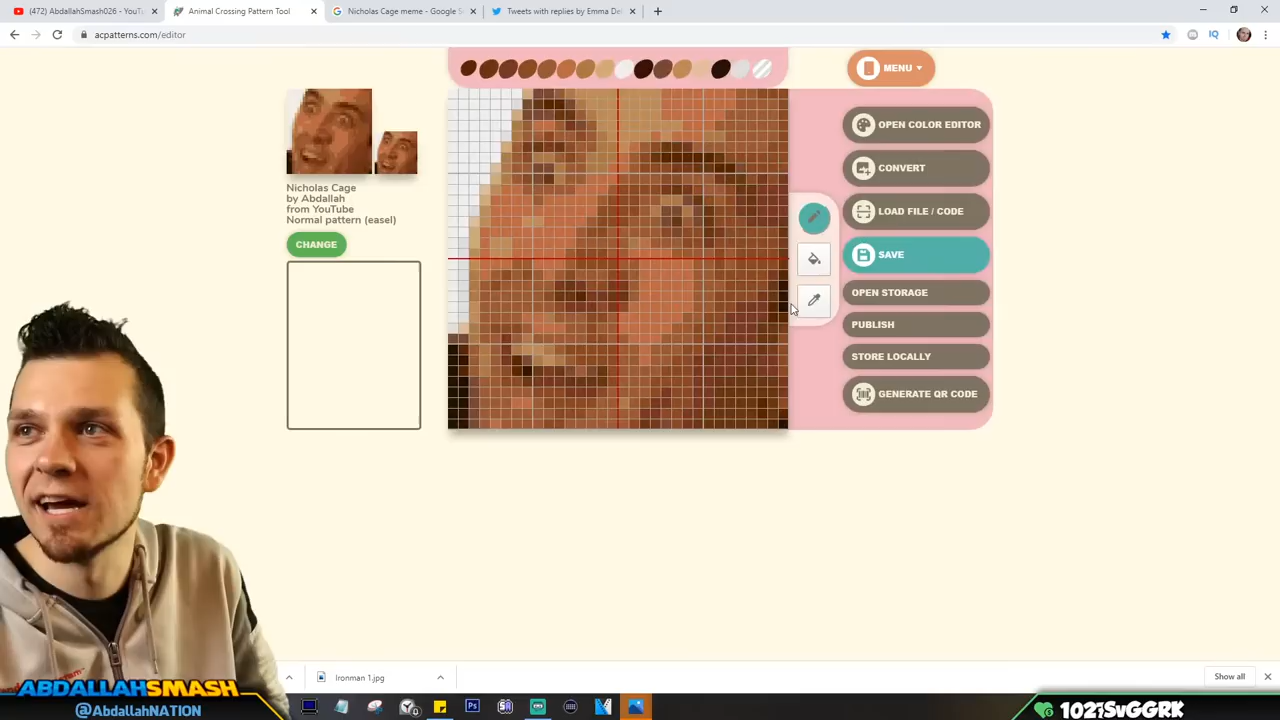 (472) AbdallahSmash026 - YouTu
Animal Crossing Pattern Tool
Nicholas Cage meme - Google S
Tweets with replies by Emma De
acpatterns.com/editor
MENU
OPEN COLOR EDITOR
CONVERT
LOAD FILE / CODE
SAVE
OPEN STORAGE
PUBLISH
STORE LOCALLY
GENERATE QR CODE
Nicholas Cage
by Abdallah
from YouTube
Normal pattern (easel)
CHANGE
Ironman 1.jpg
Show all
ABDALLAHSMASH
@AbdallahNATION